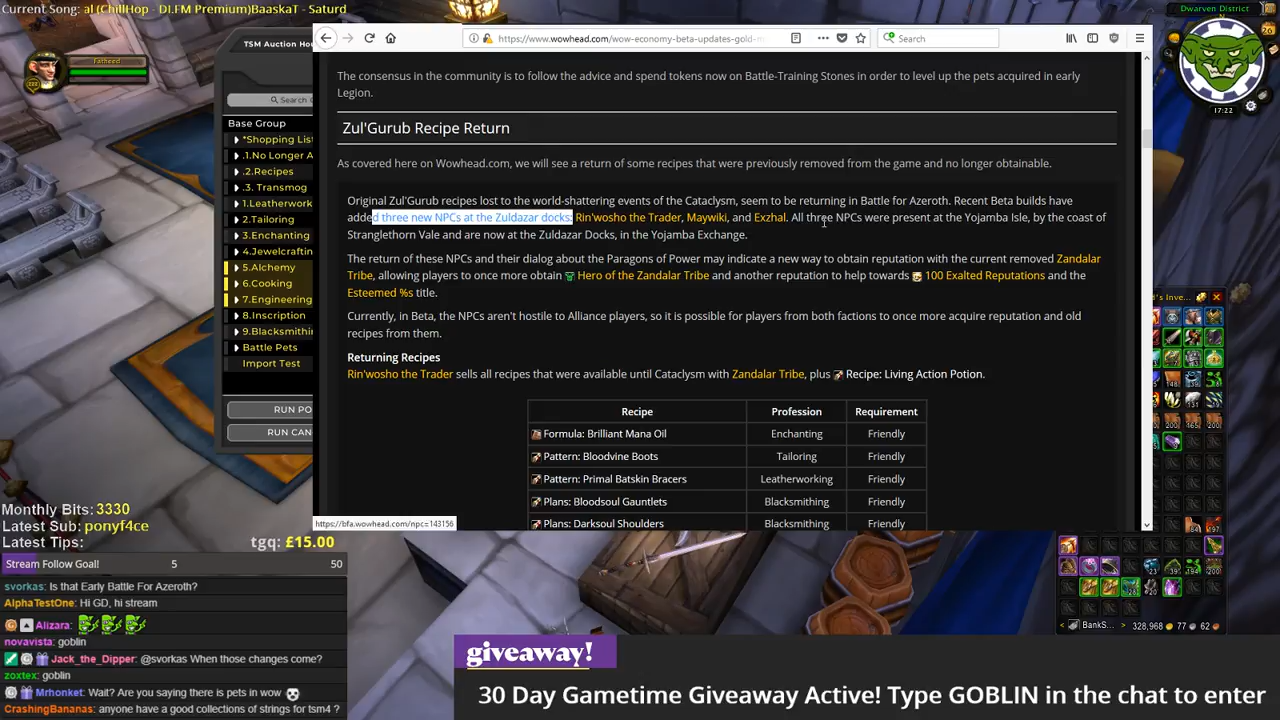 Current Song: al (ChillHop - DI.FM Premium)BaaskaT - Saturd
Dwarven District
Fatheed
TSM Auction Hou
https://www.wowhead.com/wow-economy-beta-updates-gold-m
Search
17:22
Search G
Base Group
*Shopping List
.1.No Longer A
.2.Recipes
.3. Transmog
1.Leatherwork
2.Tailoring
3.Enchanting
4.Jewelcrafti
5.Alchemy
6.Cooking
7.Engineering
8.Inscription
9.Blacksmithi
Battle Pets
Import Test
RUN PO
RUN CAN
The consensus in the community is to follow the advice and spend tokens now on Battle-Training Stones in order to level up the pets acquired in early
Legion.
Zul'Gurub Recipe Return
As covered here on Wowhead.com, we will see a return of some recipes that were previously removed from the game and no longer obtainable.
Original Zul'Gurub recipes lost to the world-shattering events of the Cataclysm, seem to be returning in Battle for Azeroth. Recent Beta builds have
added three new NPCs at the Zuldazar docks: Rin'wosho the Trader, Maywiki, and Exzhal. All three NPCs were present at the Yojamba Isle, by the coast of
Stranglethorn Vale and are now at the Zuldazar Docks, in the Yojamba Exchange.
The return of these NPCs and their dialog about the Paragons of Power may indicate a new way to obtain reputation with the current removed Zandalar
Tribe, allowing players to once more obtain Hero of the Zandalar Tribe and another reputation to help towards 100 Exalted Reputations and the
Esteemed %s title.
Currently, in Beta, the NPCs aren't hostile to Alliance players, so it is possible for players from both factions to once more acquire reputation and old
recipes from them.
Returning Recipes
Rin'wosho the Trader sells all recipes that were available until Cataclysm with Zandalar Tribe, plus Recipe: Living Action Potion.
Recipe Profession Requirement
Formula: Brilliant Mana Oil Enchanting Friendly
Pattern: Bloodvine Boots Tailoring Friendly
Pattern: Primal Batskin Bracers Leatherworking Friendly
Plans: Bloodsoul Gauntlets Blacksmithing Friendly
Plans: Darksoul Shoulders Blacksmithing Friendly
https://bfa.wowhead.com/npc=143156
Monthly Bits: 3330
Latest Sub: ponyf4ce
Latest Tips: tgq: £15.00
Stream Follow Goal! 5 50
svorkas: Is that Early Battle For Azeroth?
AlphaTestOne: Hi GD, hi stream
Alizara:
novavista: goblin
Jack_the_Dipper: @svorkas When those changes come?
zoxtex: goblin
Mrhonket: Wait? Are you saying there is pets in wow
CrashingBananas: anyone have a good collections of strings for tsm4 ?
BankS...
328,968 77 62
giveaway!
30 Day Gametime Giveaway Active! Type GOBLIN in the chat to enter